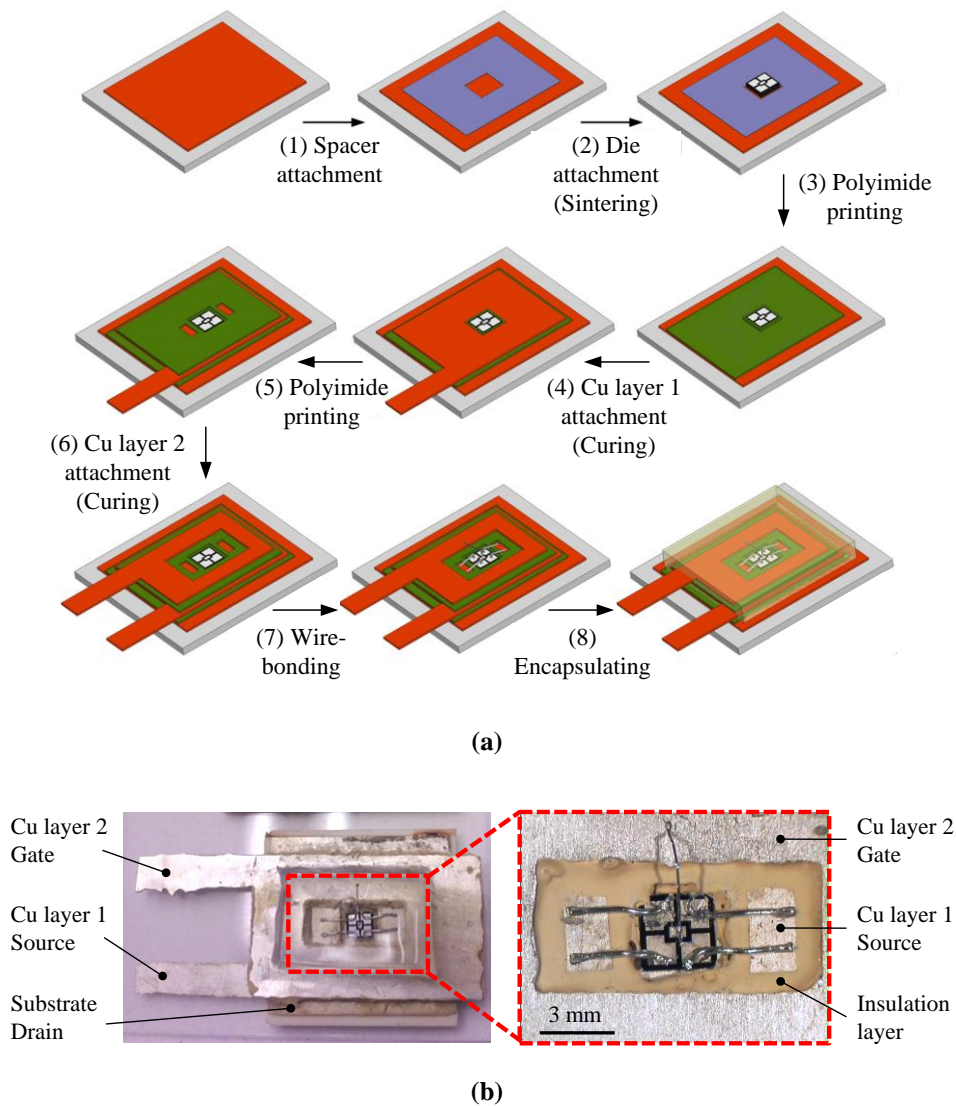 (1) Spacer
attachment
(2) Die
attachment
(Sintering)
(3) Polyimide
printing
(4) Cu layer 1
attachment
(Curing)
(5) Polyimide
printing
(6) Cu layer 2
attachment
(Curing)
(7) Wire-
bonding
(8)
Encapsulating
(a)
Cu layer 2
Gate
Cu layer 1
Source
Substrate
Drain
Cu layer 2
Gate
Cu layer 1
Source
Insulation
layer
3 mm
(b)